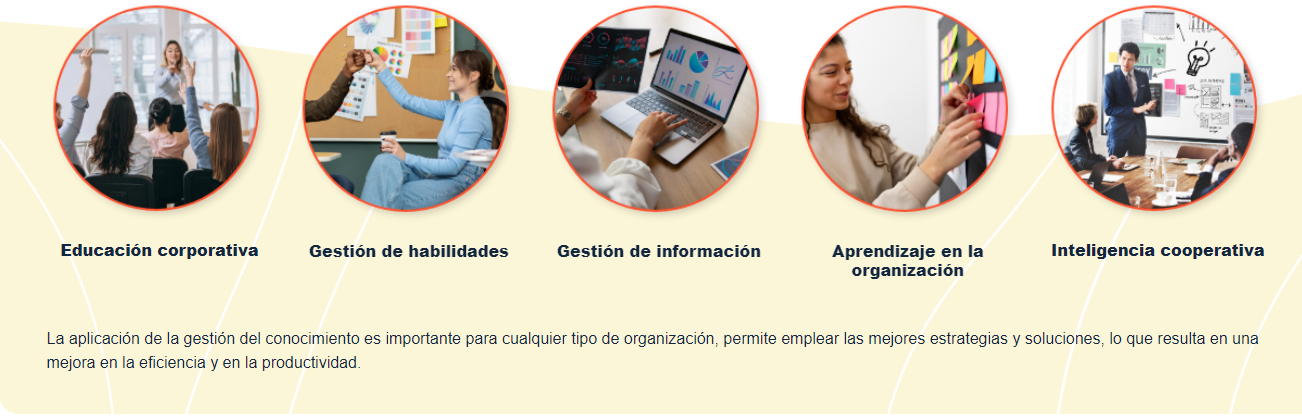 Educación corporativa
Gestión de habilidades
Gestión de información
Aprendizaje en la
organización
Inteligencia cooperativa
La aplicación de la gestión del conocimiento es importante para cualquier tipo de organización, permite emplear las mejores estrategias y soluciones, lo que resulta en una
mejora en la eficiencia y en la productividad.